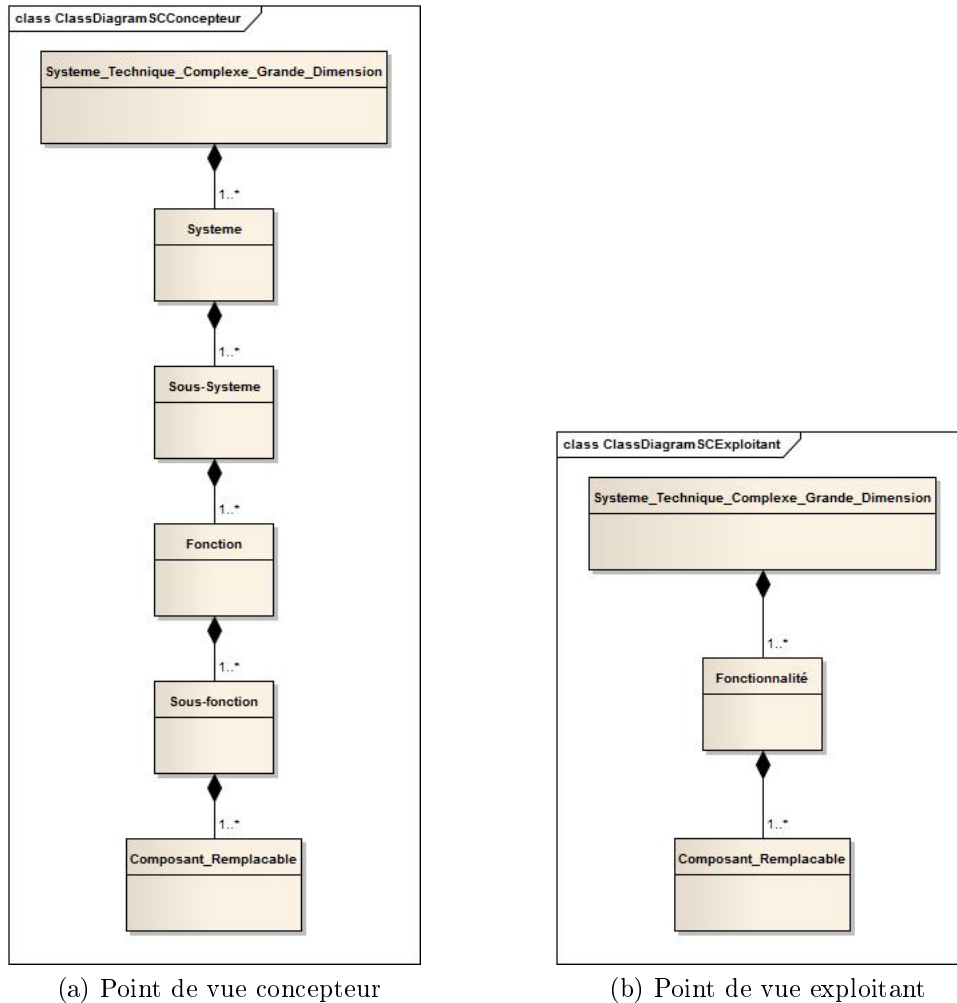 class ClassDiagramSCConcepteur
Systeme_Technique_Complexe_Grande_Dimension
1..*
Systeme
1..*
Sous-Systeme
1..*
Fonction
1..*
Sous-fonction
1..*
Composant_Remplacable
(a) Point de vue concepteur
class ClassDiagramSCExploitant
Systeme_Technique_Complexe_Grande_Dimension
1..*
Fonctionnalité
1..*
Composant_Remplacable
(b) Point de vue exploitant